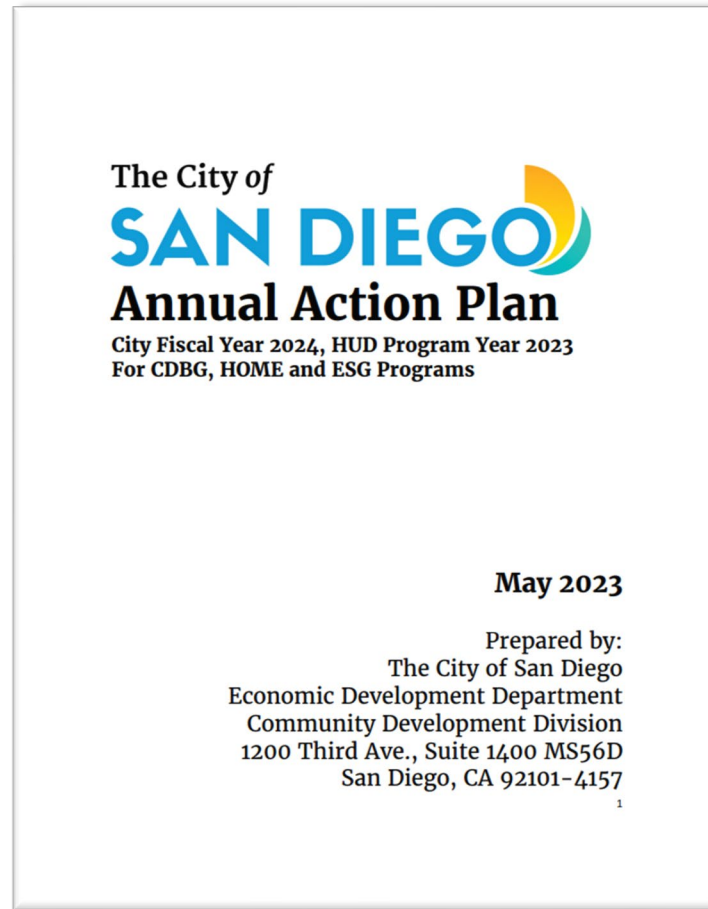 The City of
SAN DIEGO
Annual Action Plan
City Fiscal Year 2024, HUD Program Year 2023
For CDBG, HOME and ESG Programs
May 2023
Prepared by:
The City of San Diego
Economic Development Department
Community Development Division
1200 Third Ave., Suite 1400 MS56D
San Diego, CA 92101-4157
1